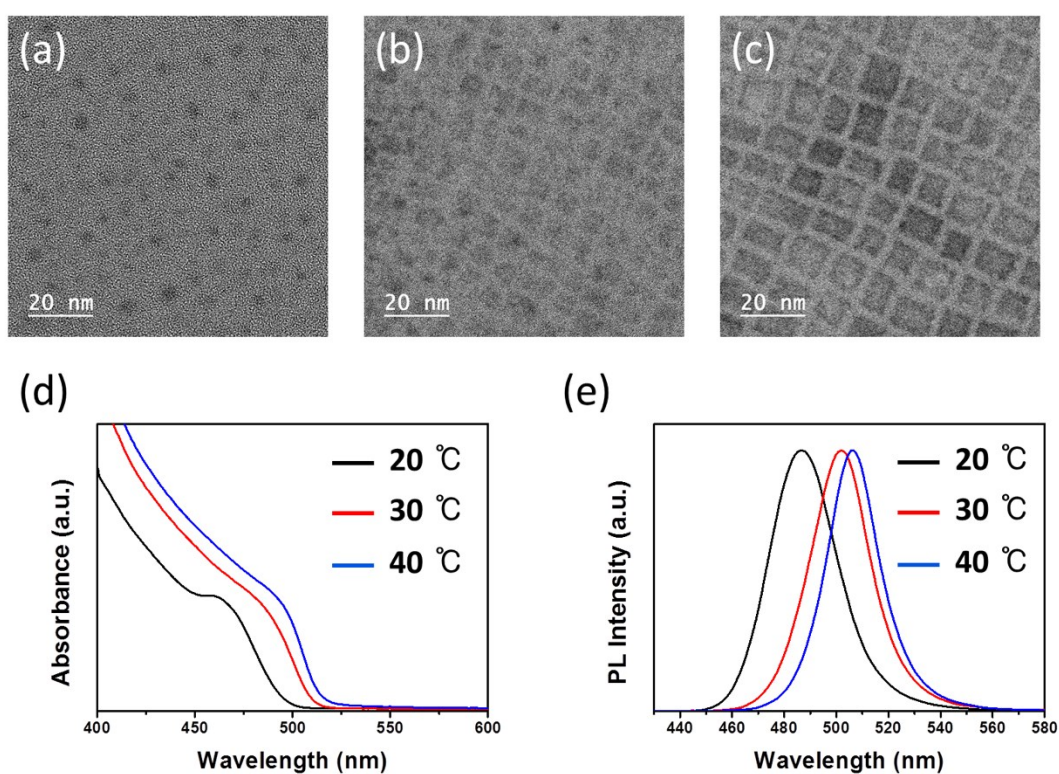 (a)
(b)
(c)
20 nm
20 nm
20 nm
(d)
(e)
20 ℃
30 ℃
40 ℃
Absorbance (a.u.)
400
450
500
550
600
Wavelength (nm)
20 ℃
30 ℃
40 ℃
PL Intensity (a.u.)
440
460
480
500
520
540
560
580
Wavelength (nm)